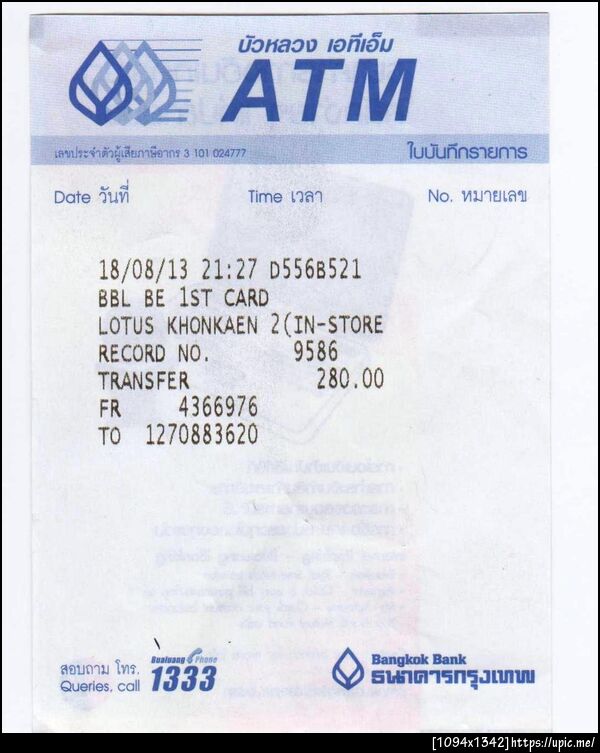 บัวหลวง เอทีเอ็ม
ATM
เลขประจำตัวผู้เสียภาษีอากร 3 101 024777
ใบบันทึกรายการ
Date วันที่ Time เวลา No. หมายเลข
18/08/13 21:27 D556B521
BBL BE 1ST CARD
LOTUS KHONKAEN 2(IN-STORE
RECORD NO. 9586
TRANSFER 280.00
FR 4366976
TO 1270883620
สอบถาม โทร.
Queries, call
Bualuang Phone
1333
Bangkok Bank
ธนาคารกรุงเทพ
[1094x1342]https://upic.me/